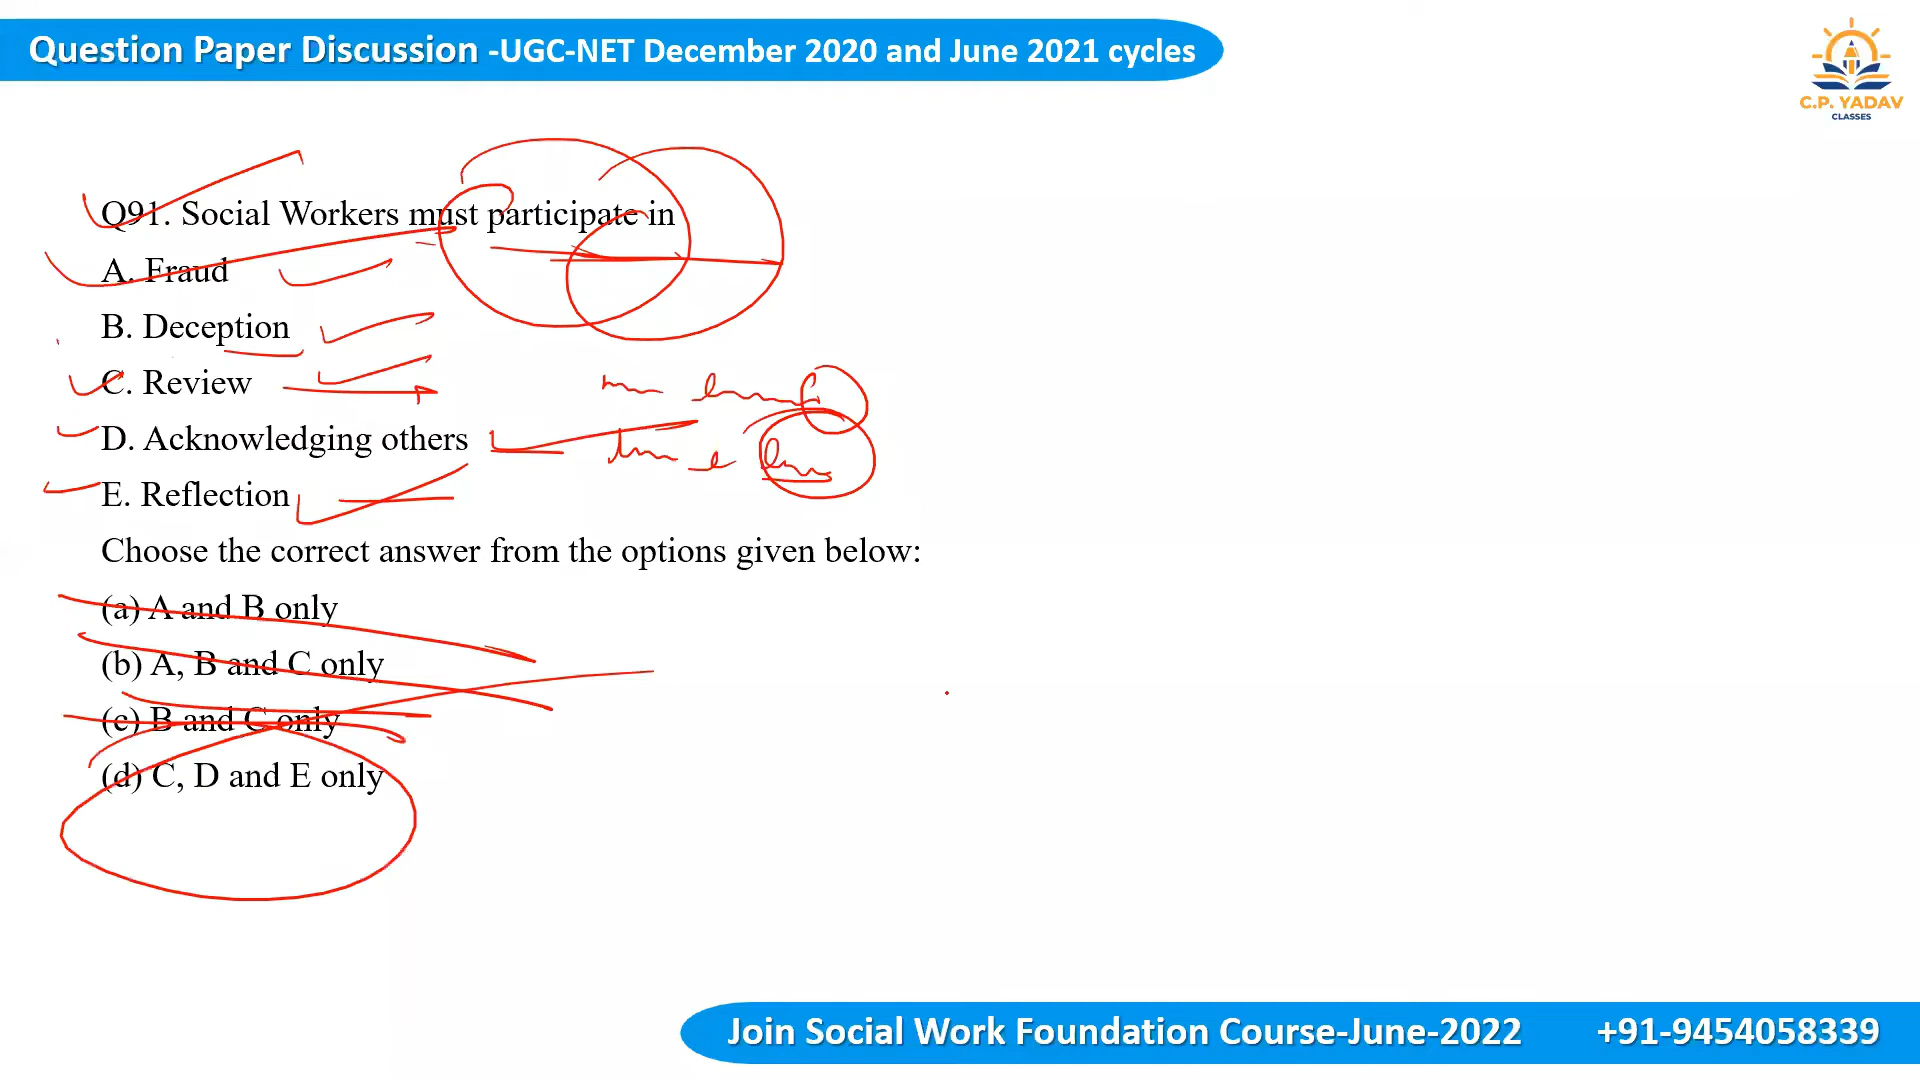 Question Paper Discussion -UGC-NET December 2020 and June 2021 cycles
C.P. YADAV
CLASSES
Q91. Social Workers must participate in
A. Fraud
B. Deception
C. Review
D. Acknowledging others
E. Reflection
Choose the correct answer from the options given below:
(a) A and B only
(b) A, B and C only
(c) B and C only
(d) C, D and E only
Join Social Work Foundation Course-June-2022 +91-9454058339